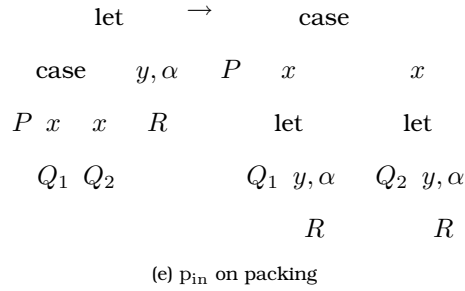 let → case
case y, α P x x
P x x R let let
Q1 Q2 Q1 y, α Q2 y, α
R R
(e) pin on packing